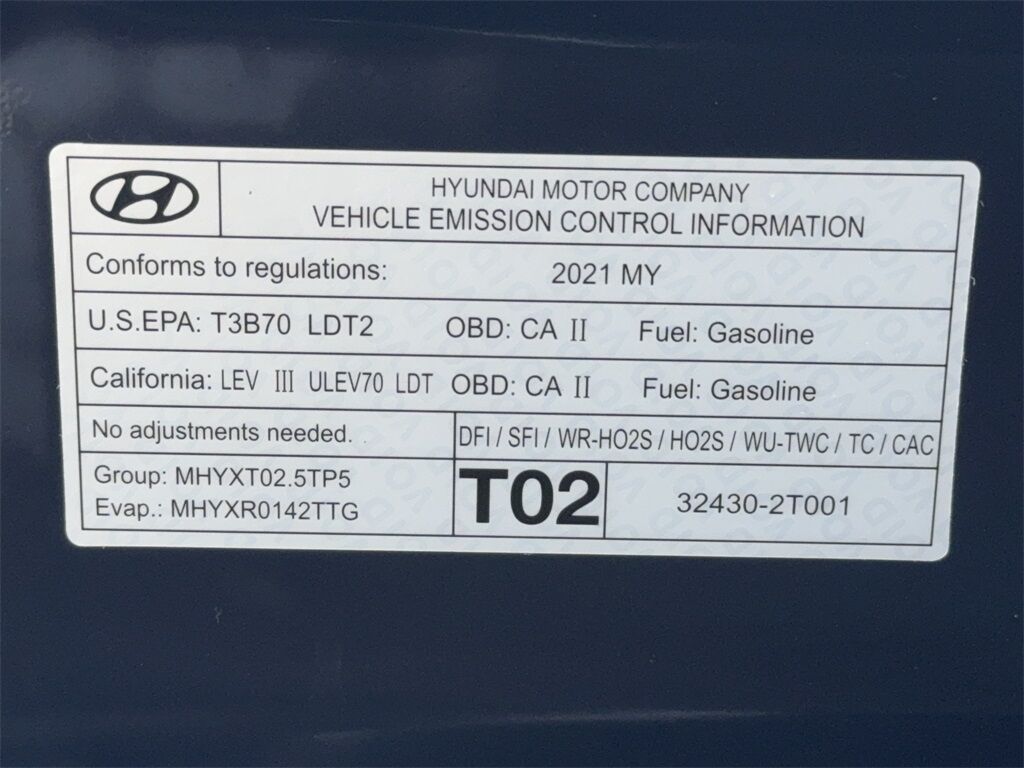 HYUNDAI MOTOR COMPANY
VEHICLE EMISSION CONTROL INFORMATION
Conforms to regulations: 2021 MY
U.S.EPA: T3B70 LDT2 OBD: CA II Fuel: Gasoline
California: LEV III ULEV70 LDT OBD: CA II Fuel: Gasoline
No adjustments needed.
DFI / SFI / WR-HO2S / HO2S / WU-TWC / TC / CAC
Group: MHYXT02.5TP5
Evap.: MHYXR0142TTG
T02
32430-2T001